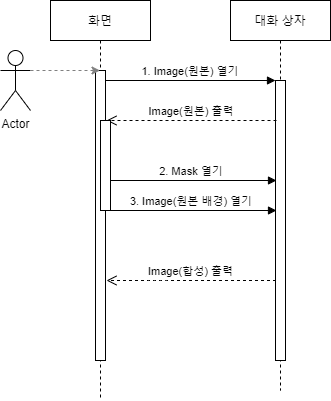 화면
대화 상자
Actor
1. Image(원본) 열기
Image(원본) 출력
2. Mask 열기
3. Image(원본 배경) 열기
Image(합성) 출력